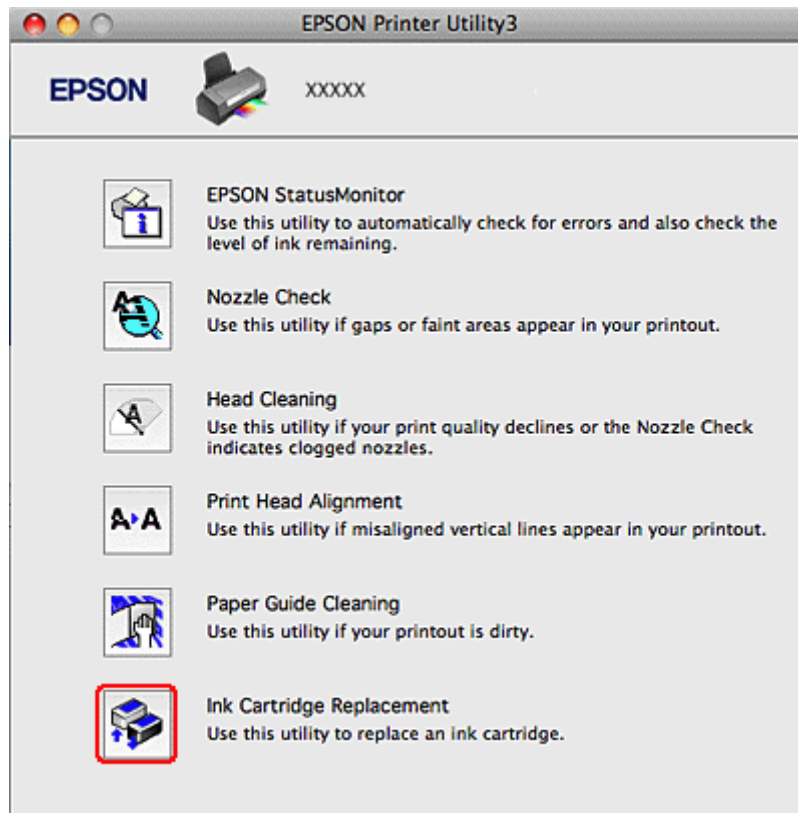 EPSON Printer Utility3
EPSON XXXXX
EPSON StatusMonitor
Use this utility to automatically check for errors and also check the
level of ink remaining.
Nozzle Check
Use this utility if gaps or faint areas appear in your printout.
Head Cleaning
Use this utility if your print quality declines or the Nozzle Check
indicates clogged nozzles.
Print Head Alignment
Use this utility if misaligned vertical lines appear in your printout.
Paper Guide Cleaning
Use this utility if your printout is dirty.
Ink Cartridge Replacement
Use this utility to replace an ink cartridge.